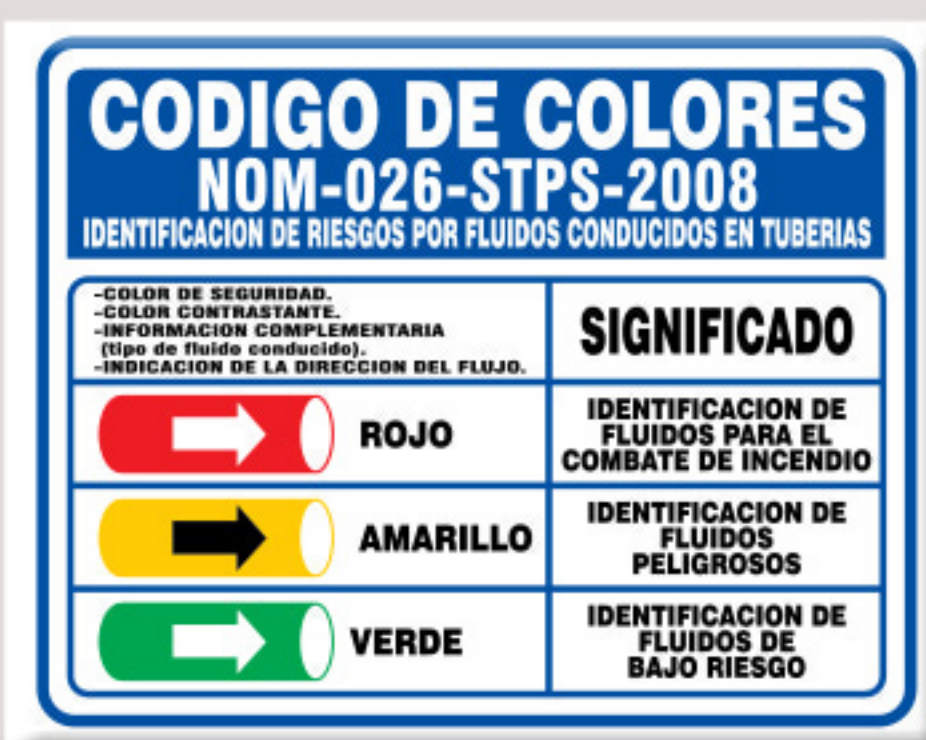 CODIGO DE COLORES
NOM-026-STPS-2008
IDENTIFICACION DE RIESGOS POR FLUIDOS CONDUCIDOS EN TUBERIAS
-COLOR DE SEGURIDAD.
-COLOR CONTRASTANTE.
-INFORMACION COMPLEMENTARIA
(tipo de fluido conducido).
-INDICACION DE LA DIRECCION DEL FLUJO.
SIGNIFICADO
ROJO
IDENTIFICACION DE
FLUIDOS PARA EL
COMBATE DE INCENDIO
AMARILLO
IDENTIFICACION DE
FLUIDOS
PELIGROSOS
VERDE
IDENTIFICACION DE
FLUIDOS DE
BAJO RIESGO